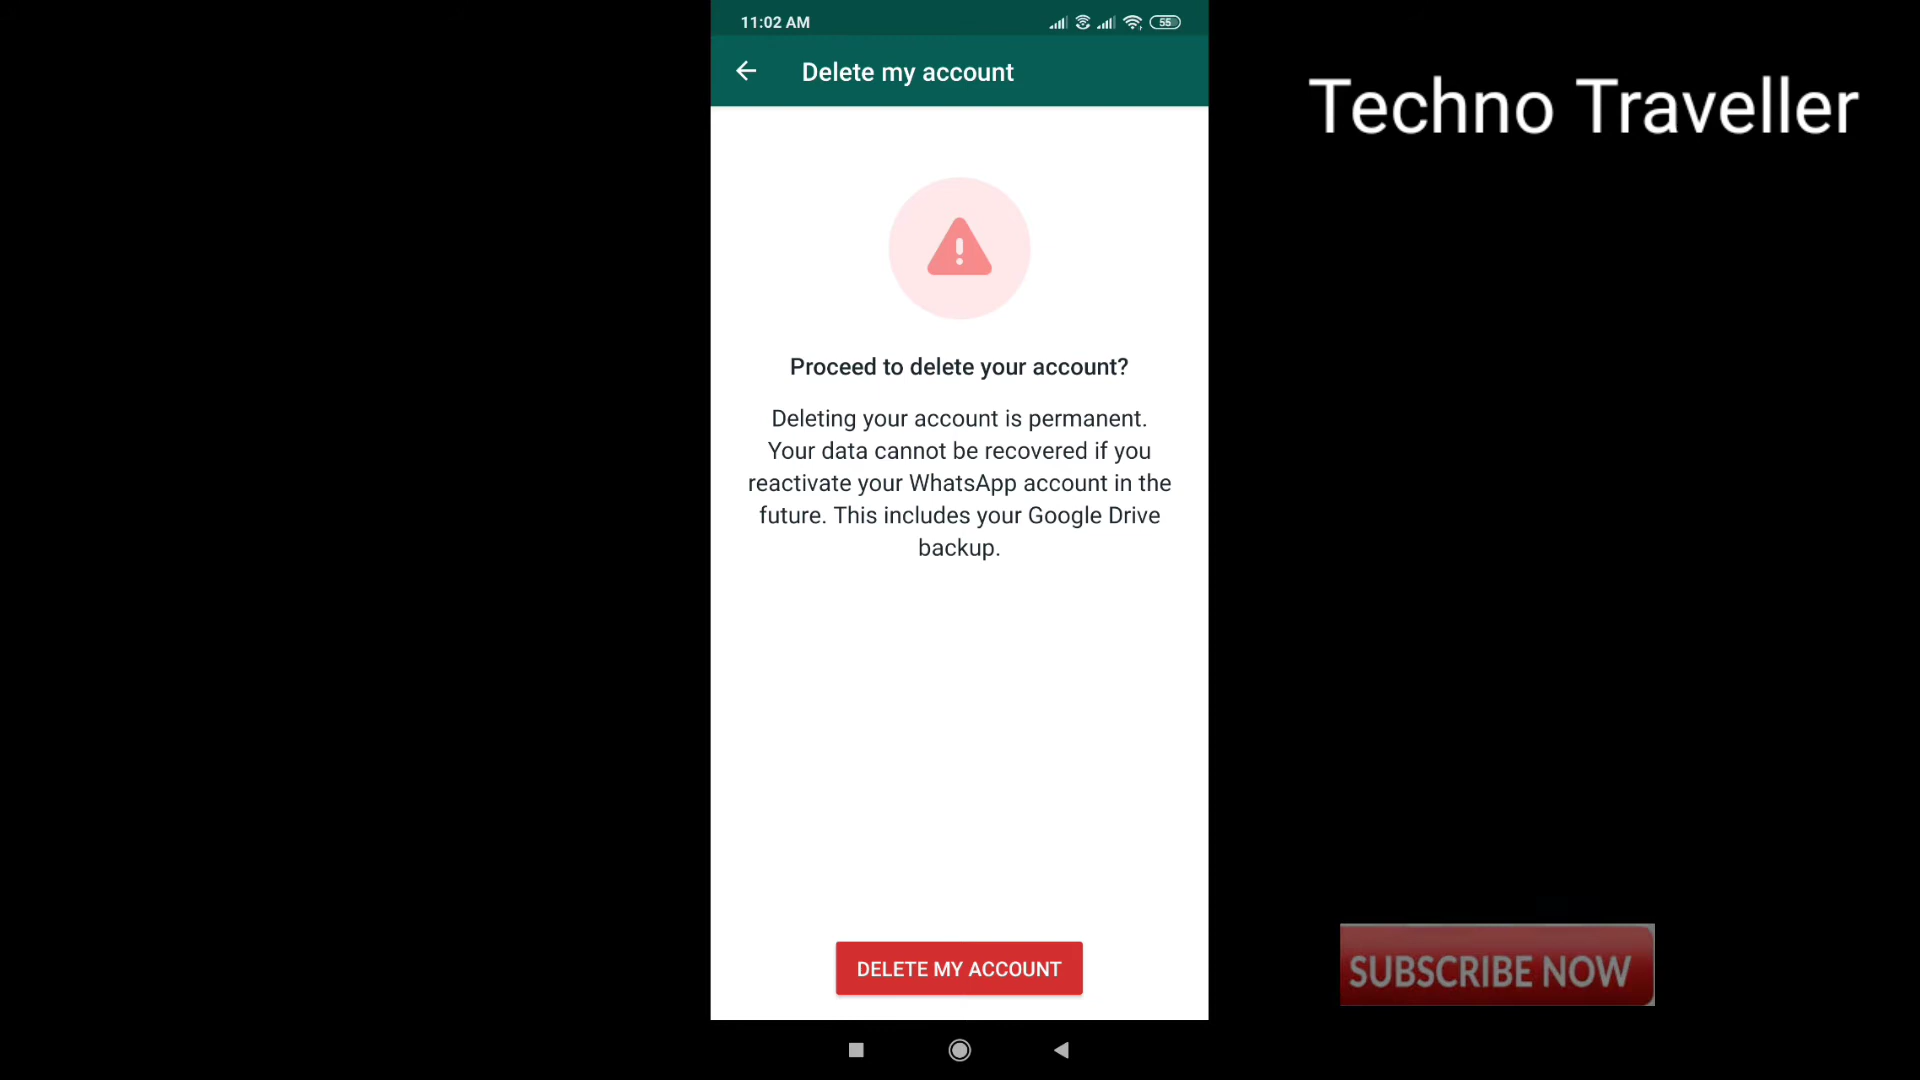 11:02 AM
55
Delete my account
Techno Traveller
Proceed to delete your account?
Deleting your account is permanent.
Your data cannot be recovered if you
reactivate your WhatsApp account in the
future. This includes your Google Drive
backup.
DELETE MY ACCOUNT
SUBSCRIBE NOW